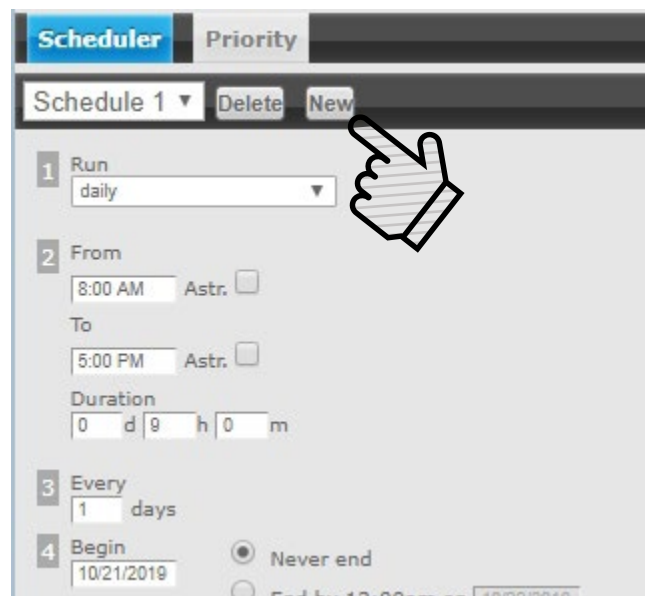 Scheduler Priority
Schedule 1 Delete New
1 Run
daily
2 From
8:00 AM Astr.
To
5:00 PM Astr.
Duration
0 d 9 h 0 m
3 Every
1 days
4 Begin
10/21/2019 Never end